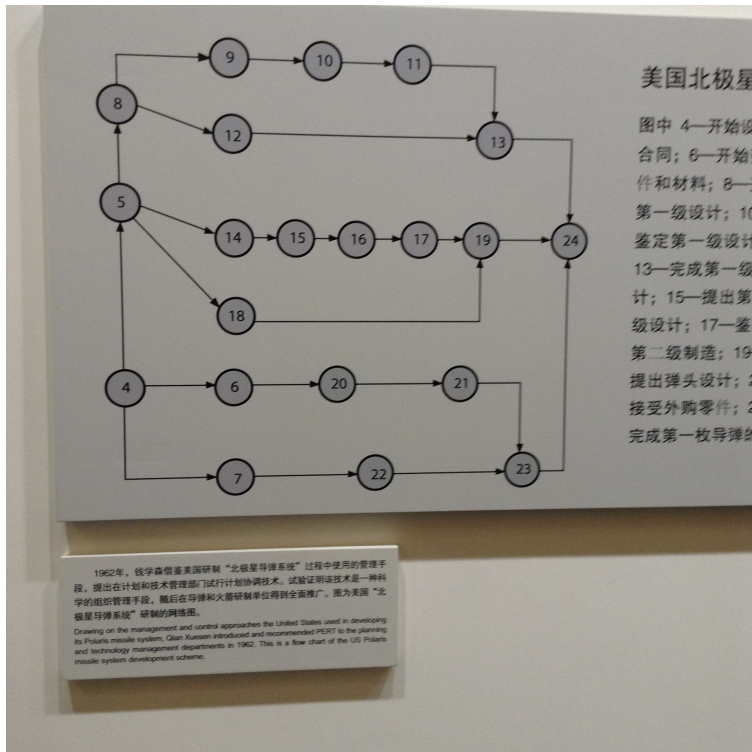 9 10 11
8
12 13
5
14 15 16 17 19 24
18
4 6 20 21
7 22 23
美国北极星
图中 4—开始设
合同；6—开始
件和材料；8—
第一级设计；10
鉴定第一级设计
13—完成第一级
计；15—提出第
级设计；17—鉴
第二级制造；19
提出弹头设计；2
接受外购零件；2
完成第一枚导弹的
1962年，钱学森借鉴美国研制“北极星导弹系统”过程中使用的管理手
段，提出在计划和技术管理部门试行计划协调技术。试验证明该技术是一种科
学的组织管理手段，随后在导弹和火箭研制单位得到全面推广。图为美国“北
极星导弹系统”研制的网络图。
Drawing on the management and control approaches the United States used in developing
its Polaris missile system, Qian Xuesen introduced and recommended PERT to the planning
and technology management departments in 1962. This is a flow chart of the US Polaris
missile system development scheme.